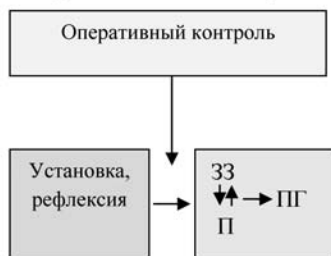 Оперативный контроль
Установка,
рефлексия
ЗЗ
ПГ
П